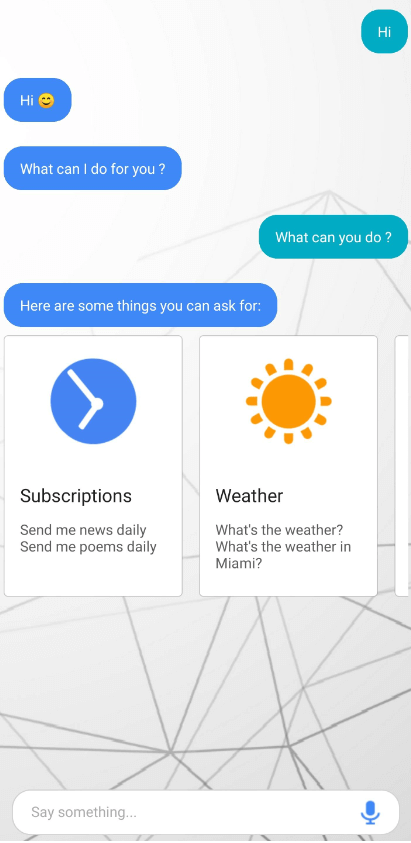 Hi
Hi 😊
What can I do for you ?
What can you do ?
Here are some things you can ask for:
Subscriptions
Send me news daily
Send me poems daily
Weather
What's the weather?
What's the weather in
Miami?
Say something...